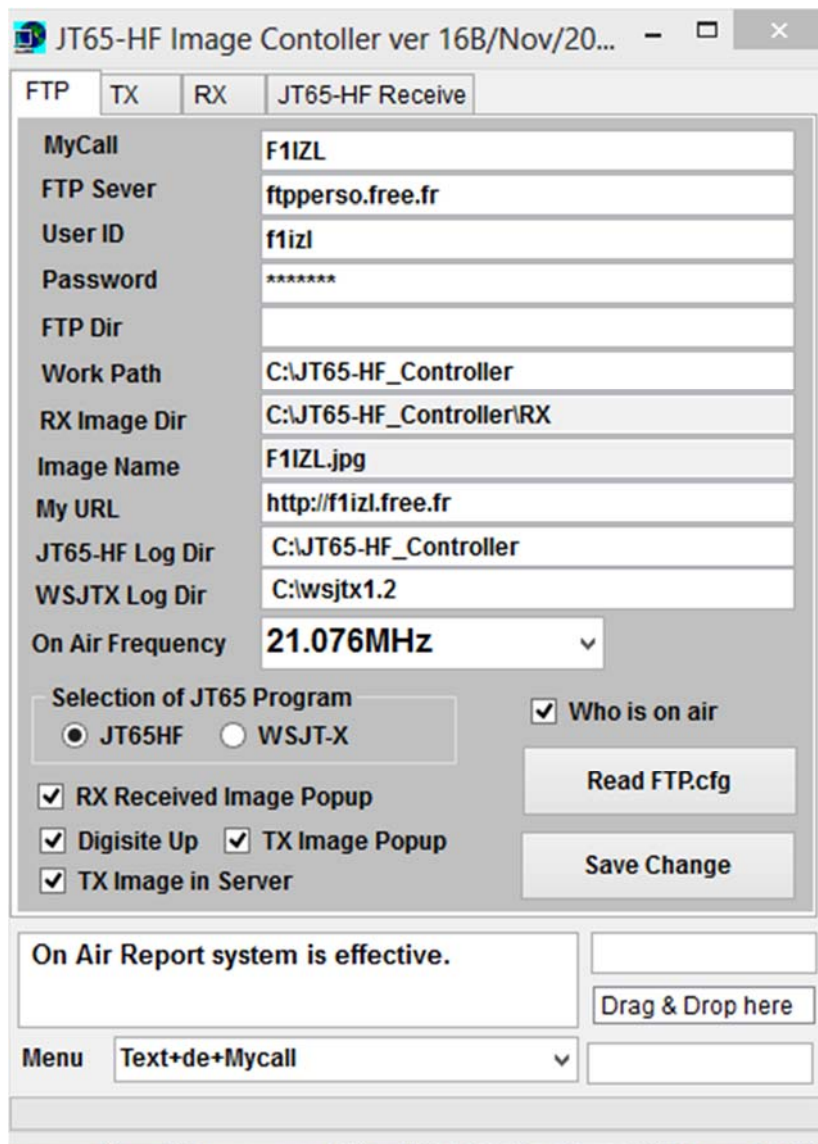 JT65-HF Image Contoller ver 16B/Nov/20...
FTP TX RX JT65-HF Receive
MyCall F1IZL
FTP Sever ftpperso.free.fr
User ID f1izl
Password *******
FTP Dir
Work Path C:\JT65-HF_Controller
RX Image Dir C:\JT65-HF_Controller\RX
Image Name F1IZL.jpg
My URL http://f1izl.free.fr
JT65-HF Log Dir C:\JT65-HF_Controller
WSJTX Log Dir C:\wsjtx1.2
On Air Frequency 21.076MHz
Selection of JT65 Program
JT65HF WSJT-X
Who is on air
RX Received Image Popup
Read FTP.cfg
Digisite Up TX Image Popup
TX Image in Server
Save Change
On Air Report system is effective.
Drag & Drop here
Menu Text+de+Mycall